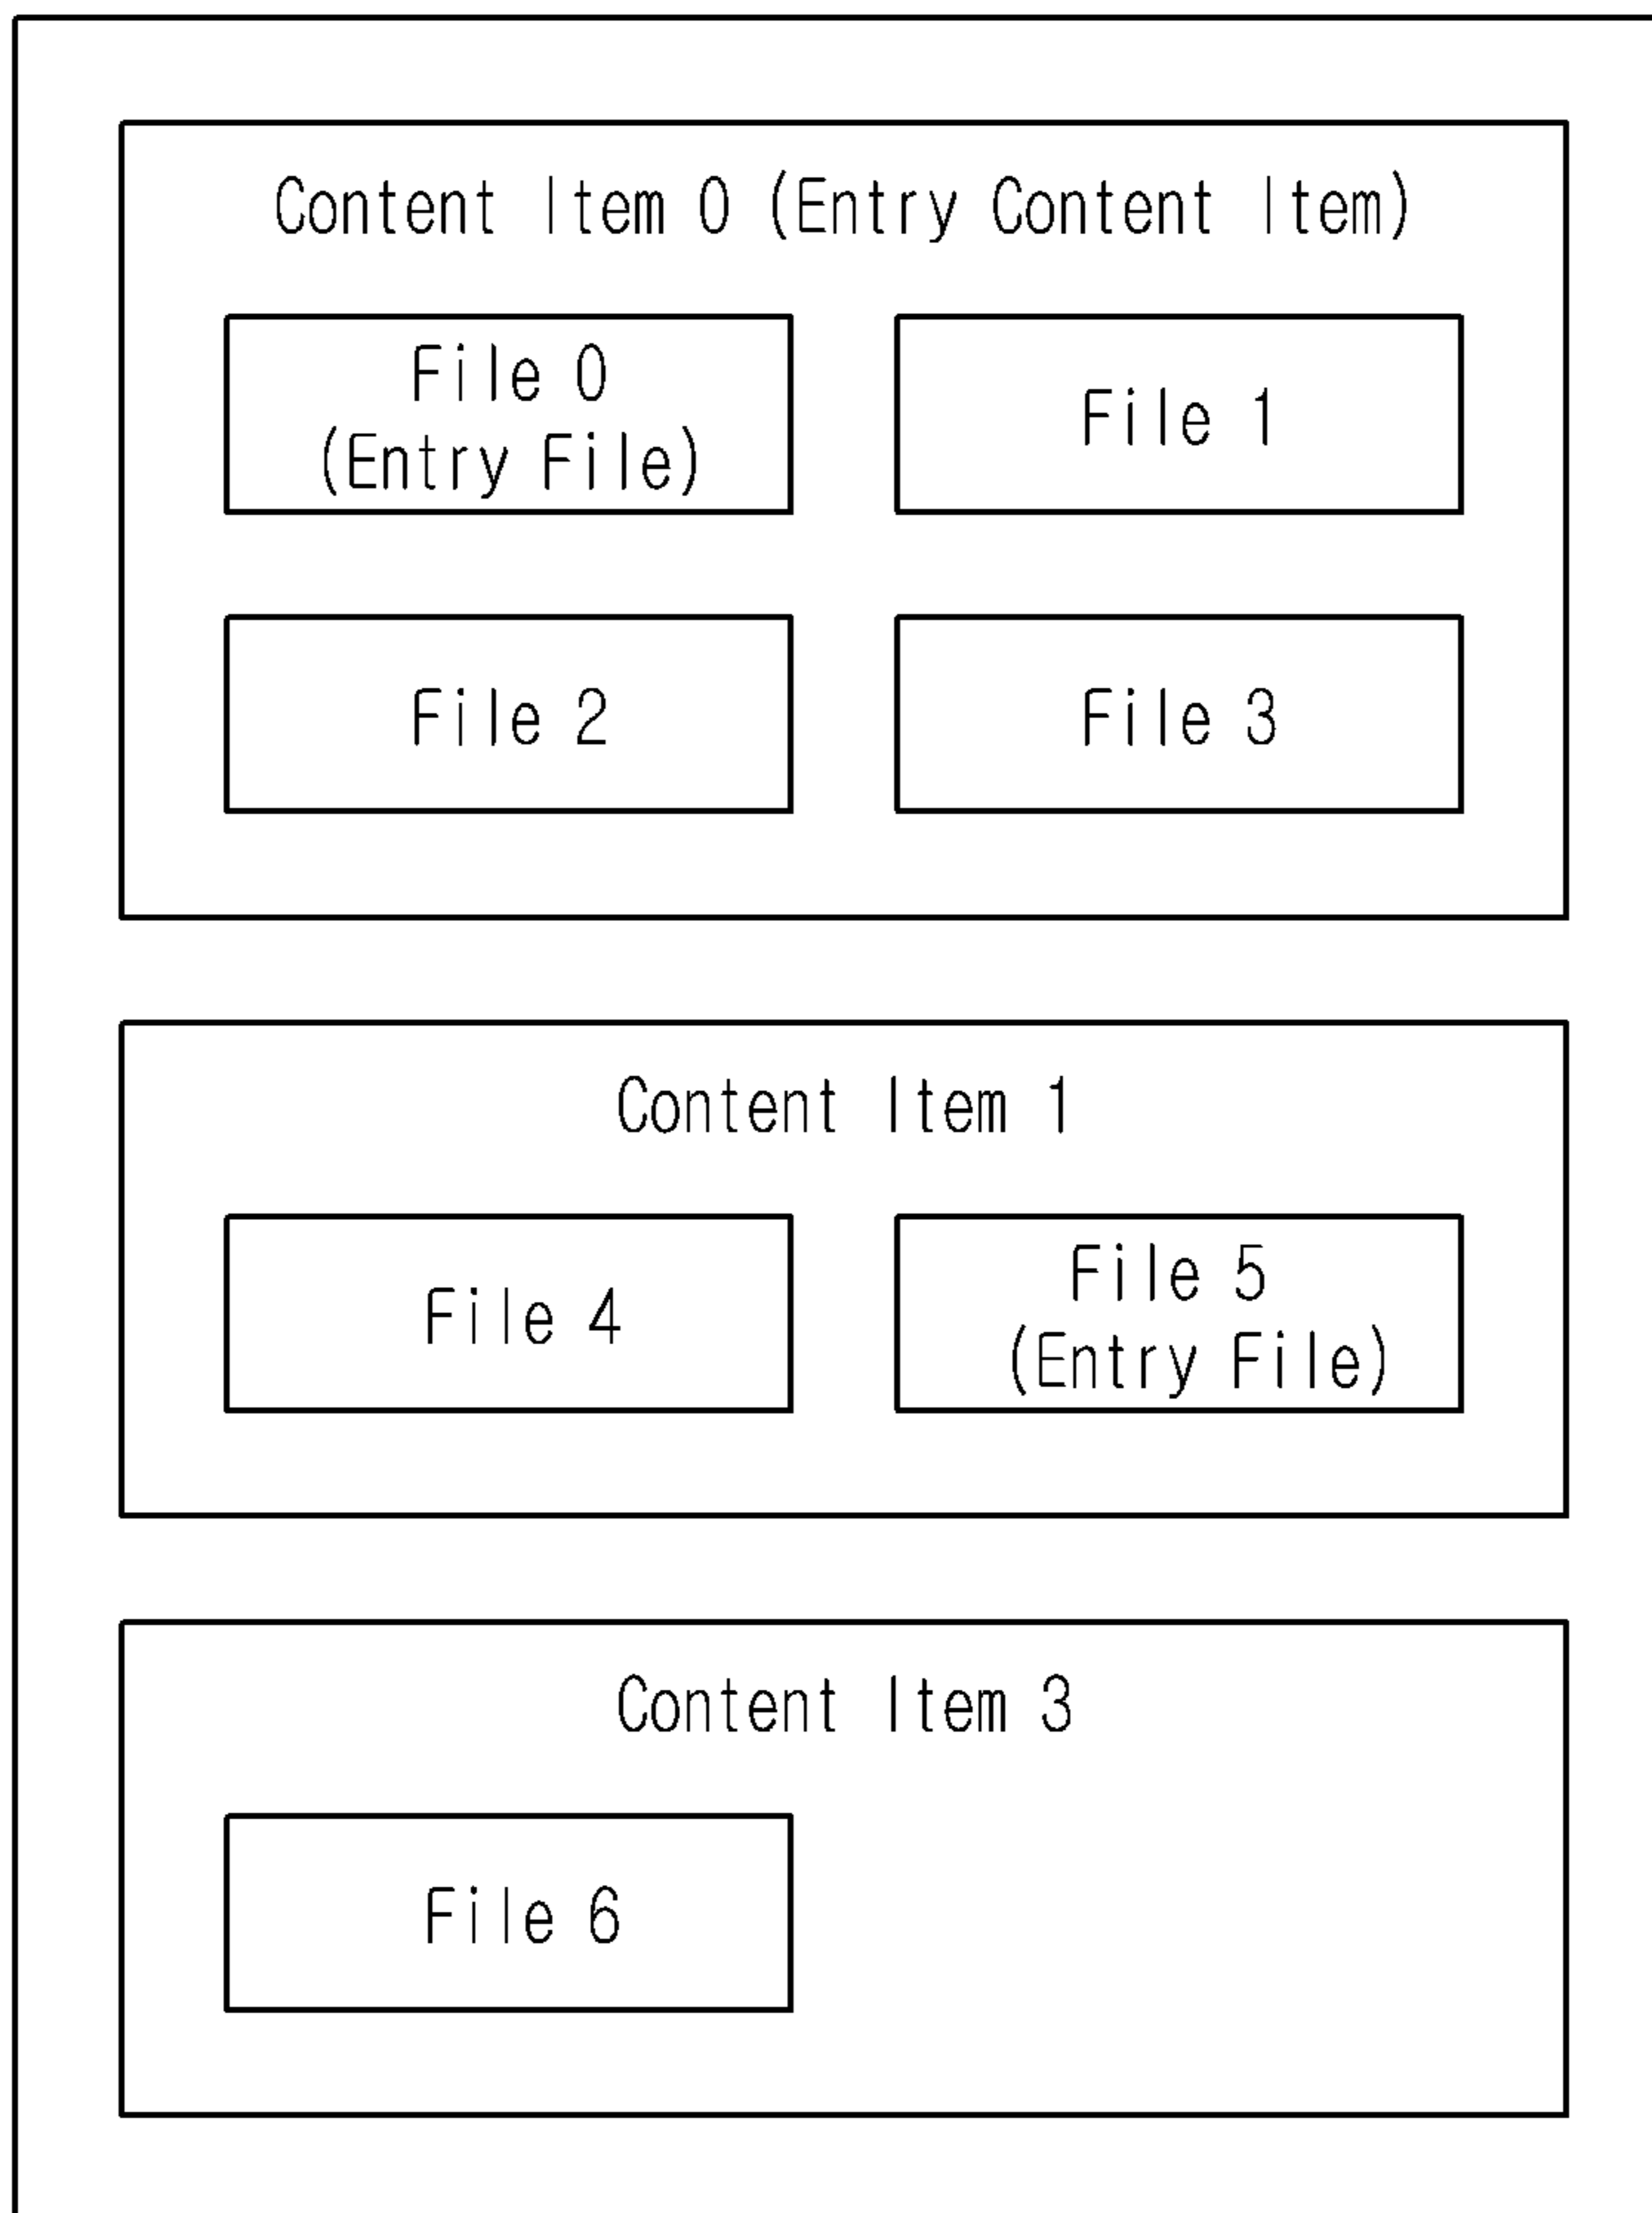 Content Item 0 (Entry Content Item)
File 0
(Entry File)
File 1
File 2
File 3
Content Item 1
File 4
File 5
(Entry File)
Content Item 3
File 6